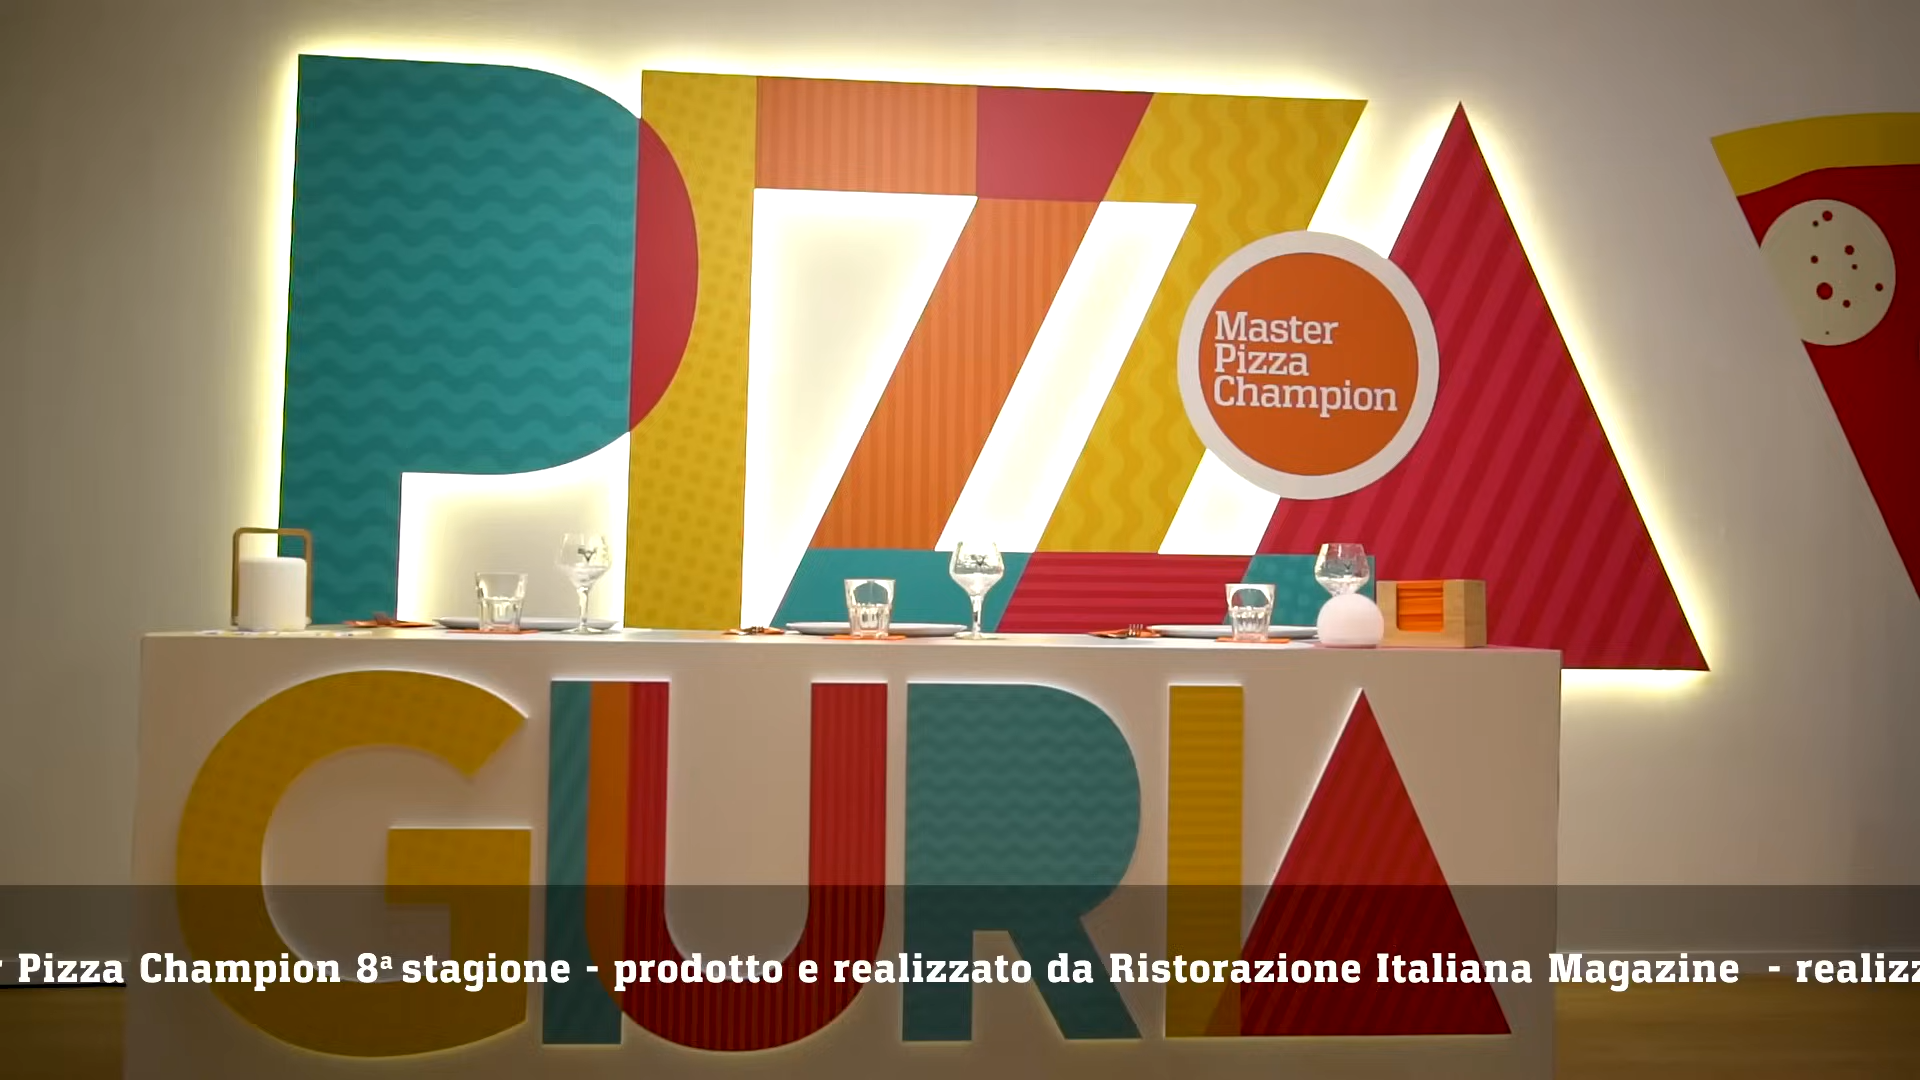 PIZZA
Master
Pizza
Champion
GIURIA
Pizza Champion 8ª stagione - prodotto e realizzato da Ristorazione Italiana Magazine - realizz